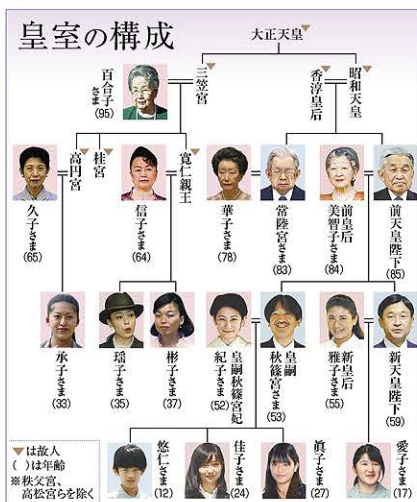 皇室の構成
大正天皇
昭和天皇
香淳皇后
三笠宮
百合子さま
(95)
前天皇陛下
(85)
前皇后美智子さま
(84)
常陸宮さま
(83)
華子さま
(78)
寛仁親王
信子さま
(64)
桂宮
高円宮
久子さま
(65)
新天皇陛下
(59)
新皇后雅子さま
(55)
皇嗣秋篠宮さま
(53)
皇嗣秋篠宮妃紀子さま
(52)
彬子さま
(37)
瑶子さま
(35)
承子さま
(33)
愛子さま
(17)
眞子さま
(27)
佳子さま
(24)
悠仁さま
(12)
▼は故人
( )は年齢
※秩父宮、
高松宮らを除く